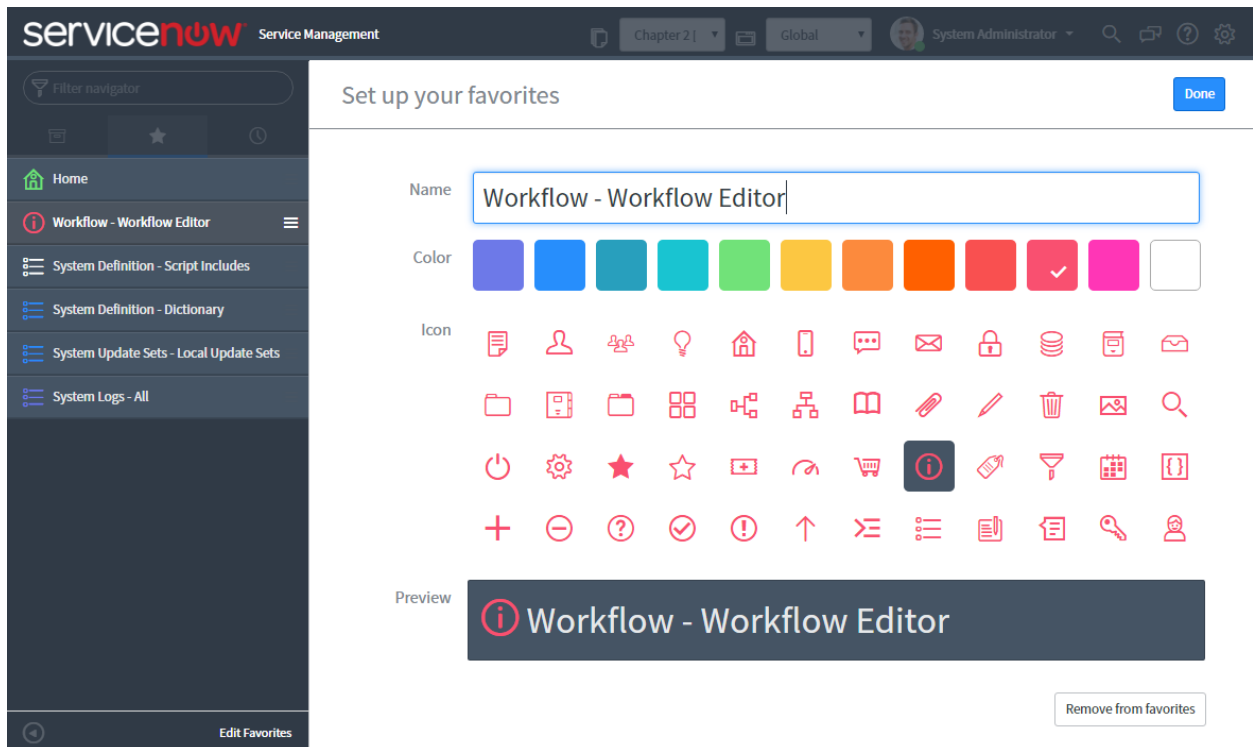 servicenow Service Management
Chapter 2 |
Global
System Administrator
Filter navigator
Home
Workflow - Workflow Editor
System Definition - Script Includes
System Definition - Dictionary
System Update Sets - Local Update Sets
System Logs - All
Edit Favorites
Set up your favorites
Done
Name
Workflow - Workflow Editor
Color
Icon
Preview
Workflow - Workflow Editor
Remove from favorites